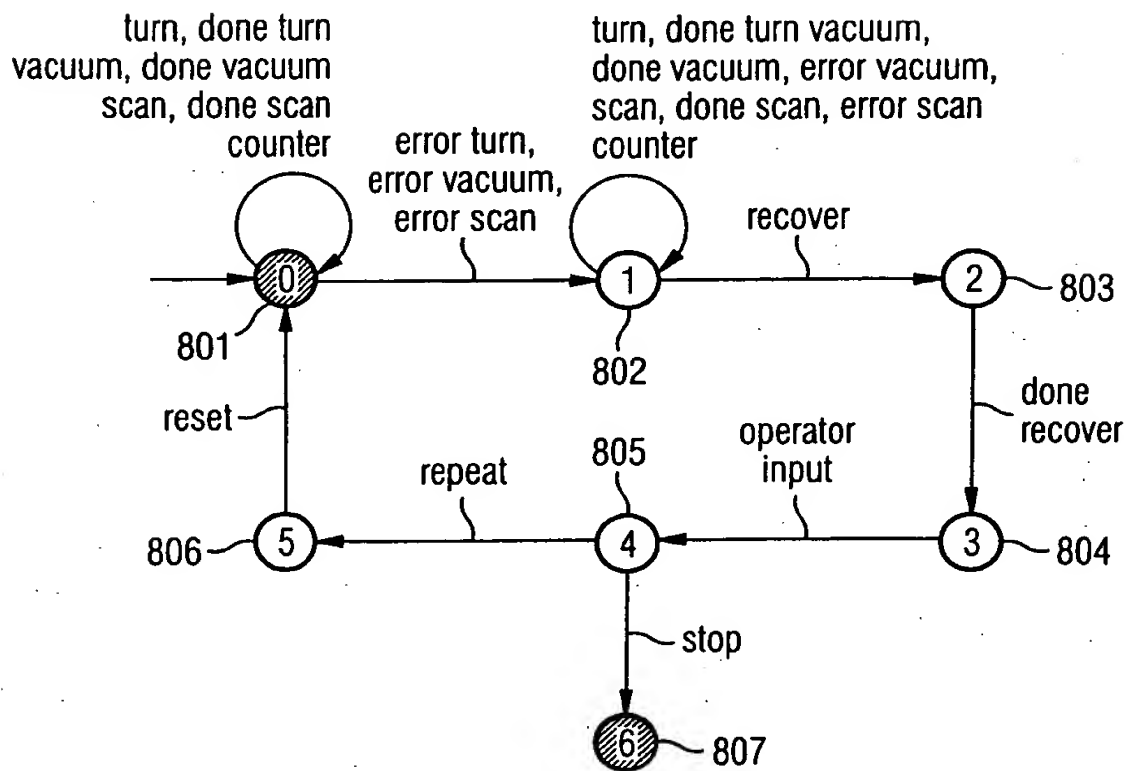 turn, done turn
vacuum, done vacuum
scan, done scan
counter
error turn,
error vacuum,
error scan
turn, done turn vacuum,
done vacuum, error vacuum,
scan, done scan, error scan
counter
recover
0
1
2
803
801
802
reset
repeat
805
operator
input
done
recover
806
5
4
3
804
stop
6
807